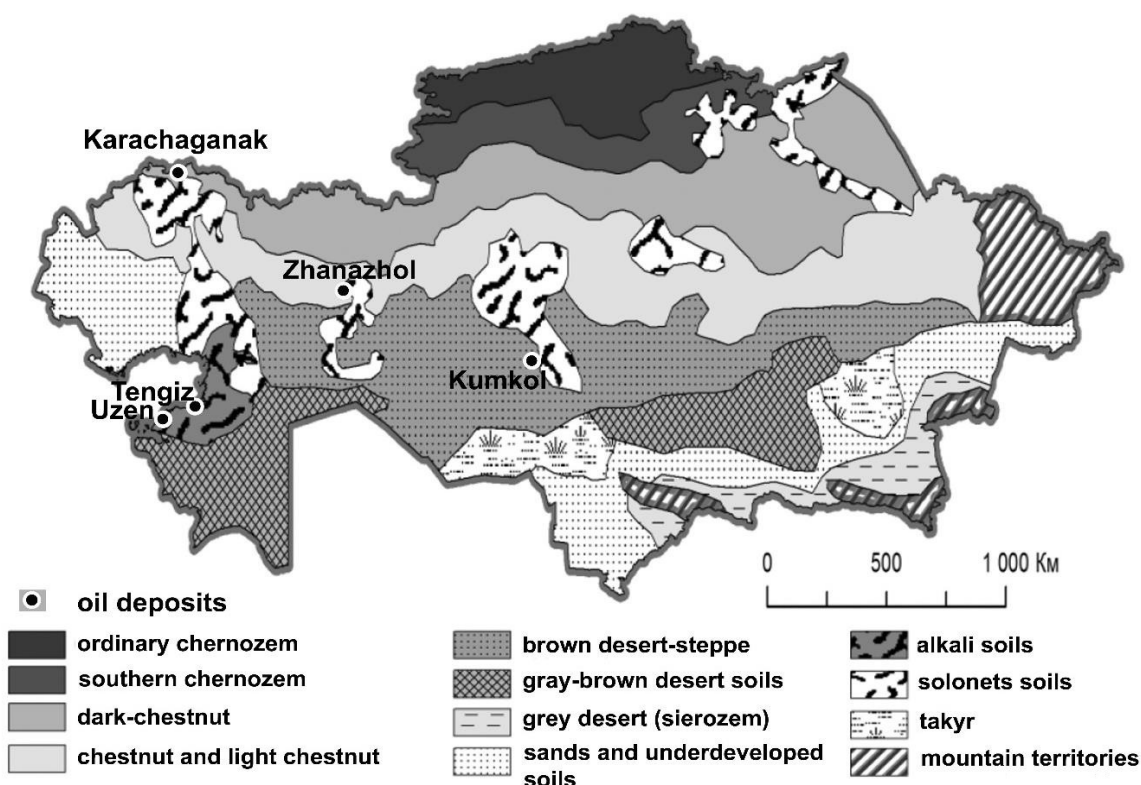 Karachaganak
Zhanazhol
Kumkol
Tengiz
Uzen
0 500 1 000 Км
oil deposits
ordinary chernozem
southern chernozem
dark-chestnut
chestnut and light chestnut
brown desert-steppe
gray-brown desert soils
grey desert (sierozem)
sands and underdeveloped
soils
alkali soils
solonets soils
takyr
mountain territories